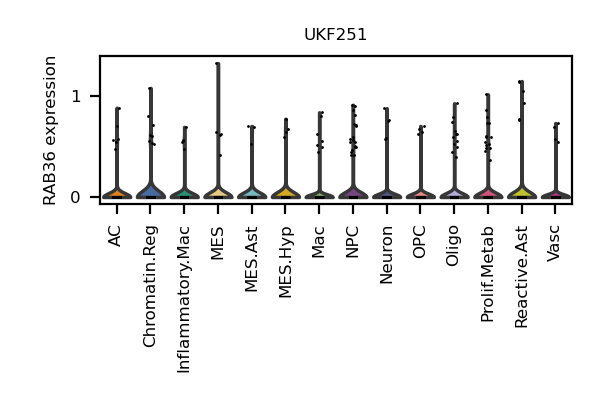 UKF251
RAB36 expression
1
0
AC
Chromatin.Reg
Inflammatory.Mac
MES
MES.Ast
MES.Hyp
Mac
NPC
Neuron
OPC
Oligo
Prolif.Metab
Reactive.Ast
Vasc